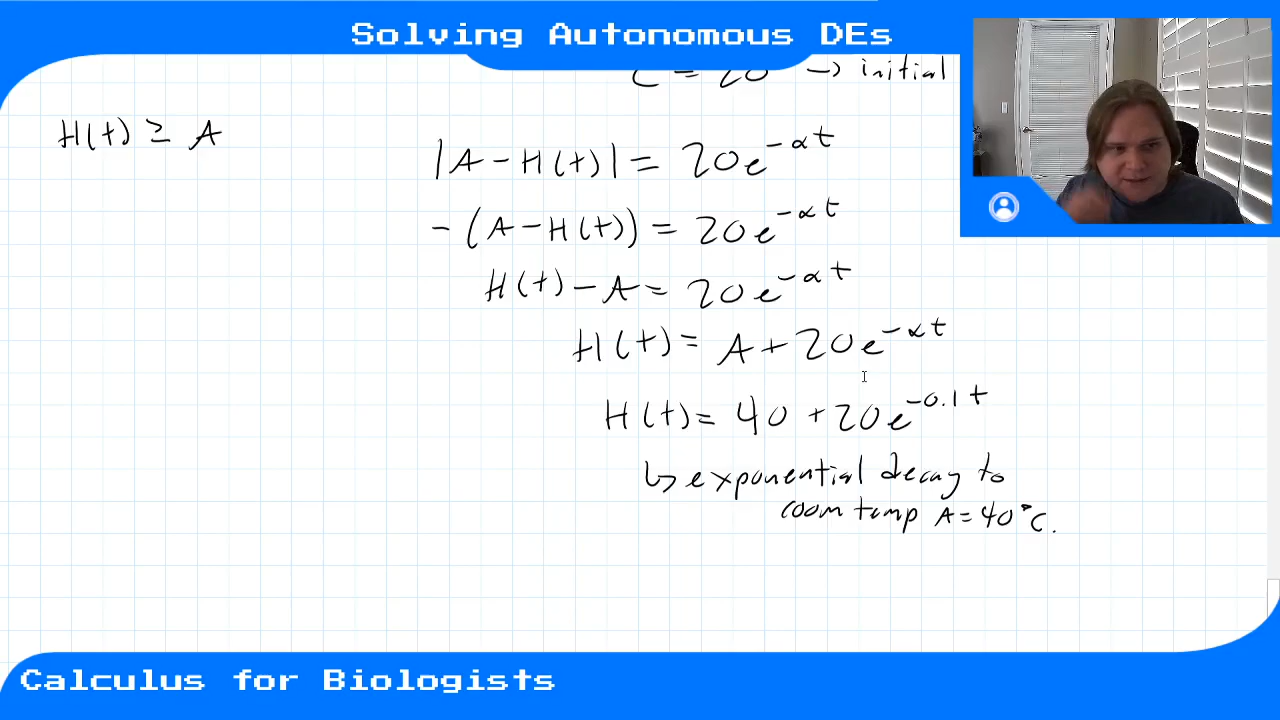 Solving Autonomous DEs
C = 20 → initial
H(t) ≥ A
|A - H(t)| = 20e^{-αt}
-(A - H(t)) = 20e^{-αt}
H(t) - A = 20e^{-αt}
H(t) = A + 20e^{-αt}
H(t) = 40 + 20e^{-0.1t}
↳ exponential decay to
room temp A = 40°C.
Calculus for Biologists